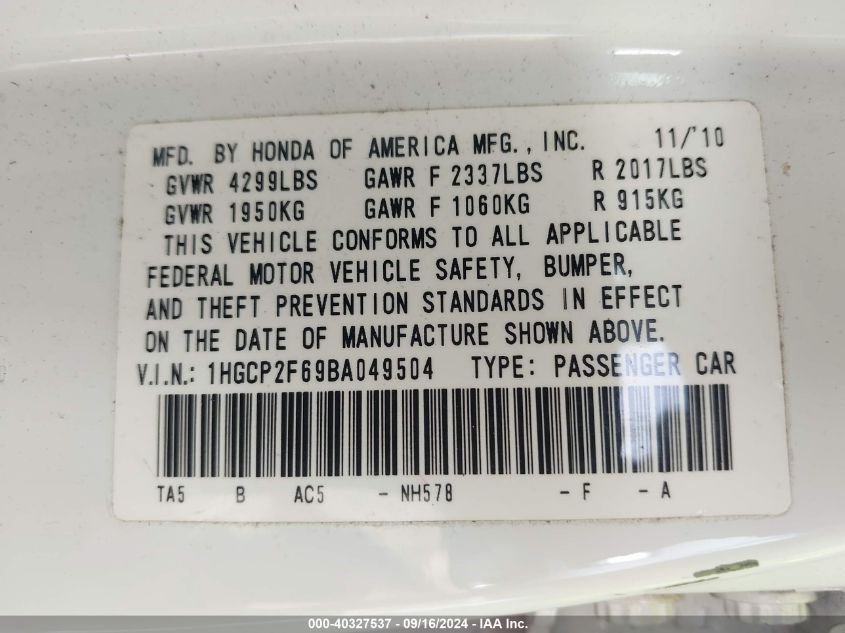 MFD. BY HONDA OF AMERICA MFG., INC. 11/'10
GVWR 4299LBS GAWR F 2337LBS R 2017LBS
GVWR 1950KG GAWR F 1060KG R 915KG
THIS VEHICLE CONFORMS TO ALL APPLICABLE
FEDERAL MOTOR VEHICLE SAFETY, BUMPER,
AND THEFT PREVENTION STANDARDS IN EFFECT
ON THE DATE OF MANUFACTURE SHOWN ABOVE.
V.I.N.: 1HGCP2F69BA049504 TYPE: PASSENGER CAR
TA5 B AC5 - NH578 - F - A
000-40327537 - 09/16/2024 - IAA Inc.